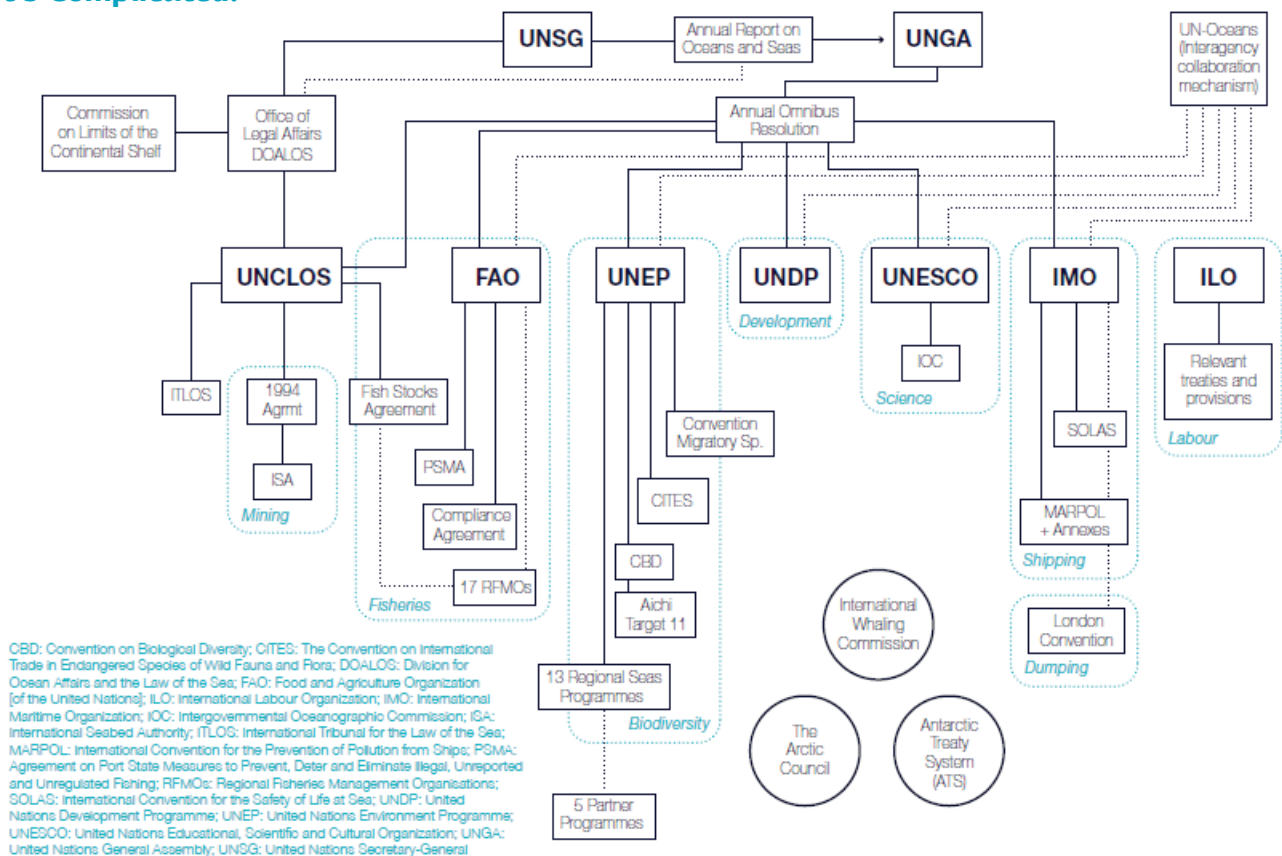 UNSG
Annual Report on
Oceans and Seas
UNGA
UN-Oceans
(Interagency
collaboration
mechanism)
Commission
on Limits of the
Continental Shelf
Office of
Legal Affairs
DOALOS
Annual Omnibus
Resolution
UNCLOS
FAO
UNEP
UNDP
UNESCO
IMO
ILO
Development
ITLOS
1994
Agrmt
ISA
Mining
Fish Stocks
Agreement
PSMA
Compliance
Agreement
17 RFMOs
Fisheries
Convention
Migratory Sp.
CITES
CBD
Aichi
Target 11
13 Regional Seas
Programmes
Biodiversity
5 Partner
Programmes
IOC
Science
SOLAS
MARPOL
+ Annexes
Shipping
London
Convention
Dumping
Relevant
treaties and
provisions
Labour
International
Whaling
Commission
The
Arctic
Council
Antarctic
Treaty
System
(ATS)
CBD: Convention on Biological Diversity; CITES: The Convention on International
Trade in Endangered Species of Wild Fauna and Flora; DOALOS: Division for
Ocean Affairs and the Law of the Sea; FAO: Food and Agriculture Organization
[of the United Nations]; ILO: International Labour Organization; IMO: International
Maritime Organization; IOC: Intergovernmental Oceanographic Commission; ISA:
International Seabed Authority; ITLOS: International Tribunal for the Law of the Sea;
MARPOL: International Convention for the Prevention of Pollution from Ships; PSMA:
Agreement on Port State Measures to Prevent, Deter and Eliminate Illegal, Unreported
and Unregulated Fishing; RFMOs: Regional Fisheries Management Organisations;
SOLAS: International Convention for the Safety of Life at Sea; UNDP: United
Nations Development Programme; UNEP: United Nations Environment Programme;
UNESCO: United Nations Educational, Scientific and Cultural Organization; UNGA:
United Nations General Assembly; UNSG: United Nations Secretary-General